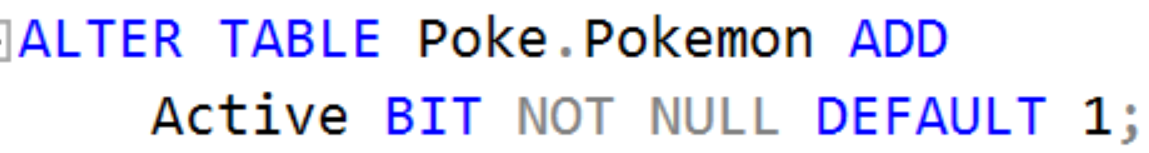 ALTER TABLE Poke.Pokemon ADD
Active BIT NOT NULL DEFAULT 1;